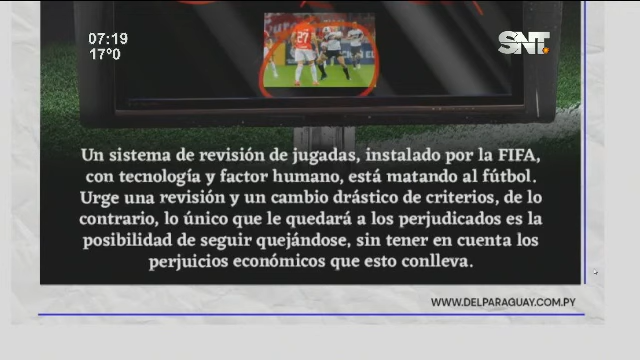 07:19
17°0
SNT
27
Un sistema de revisión de jugadas, instalado por la FIFA,
con tecnología y factor humano, está matando al fútbol.
Urge una revisión y un cambio drástico de criterios, de lo
contrario, lo único que le quedará a los perjudicados es la
posibilidad de seguir quejándose, sin tener en cuenta los
perjuicios económicos que esto conlleva.
WWW.DELPARAGUAY.COM.PY